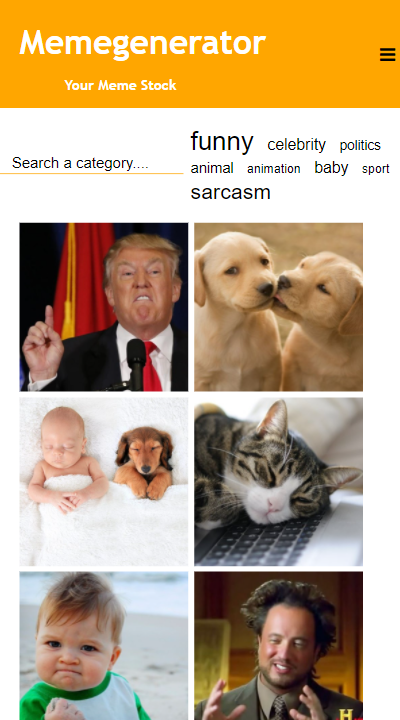 Memegenerator
Your Meme Stock
Search a category....
funny celebrity politics
animal animation baby sport
sarcasm
H